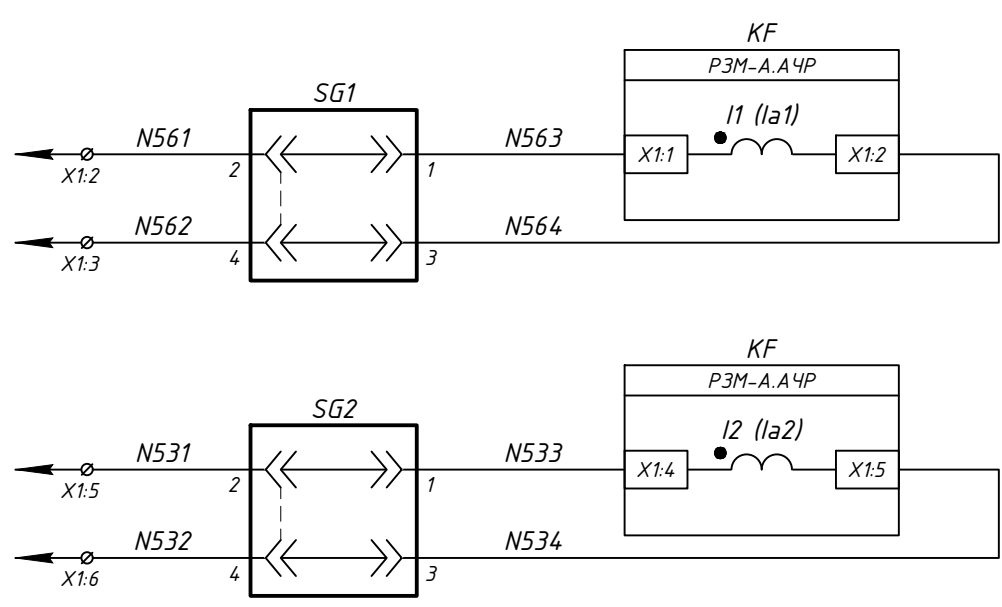 KF
РЗМ-А.АЧР
SG1
I1 (Ia1)
N561
N563
X1:1
X1:2
X1:2
2
1
N562
N564
X1:3
4
3
KF
РЗМ-А.АЧР
SG2
I2 (Ia2)
N531
N533
X1:4
X1:5
X1:5
2
1
N532
N534
X1:6
4
3